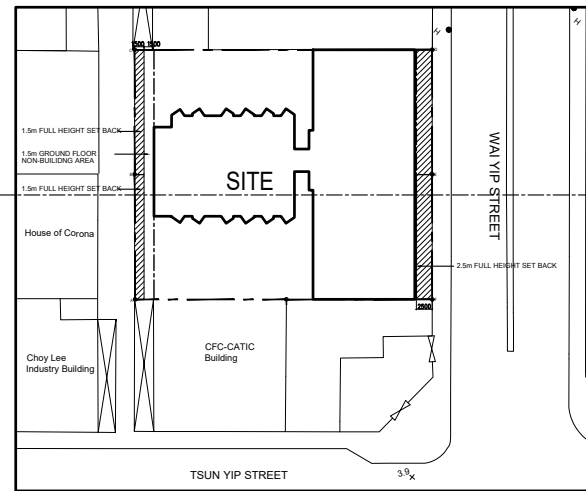 H
H
1500 1500
1.5m FULL HEIGHT SET BACK
1.5m GROUND FLOOR
NON-BUILIDNG AREA
1.5m FULL HEIGHT SET BACK
SITE
WAI YIP STREET
House of Corona
2.5m FULL HEIGHT SET BACK
2500
Choy Lee
Industry Building
CFC-CATIC
Building
TSUN YIP STREET
3.9